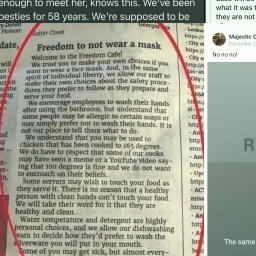 enough to meet her, knows this. We've been
besties for 58 years. We're supposed to be
what it was
they are not
Majestic
No no no!
Pioneer
Sutter Creek
Freedom to not wear a mask
Welcome to the Freedom Cafe!
We trust you to make your own choices if you
want to wear a face mask. And, in the same
spirit of individual liberty, we allow our staff to
make their own choices about the safety proce-
dures they prefer to follow as they prepare and
serve your food.
We encourage employees to wash their hands
after using the bathroom, but understand that
some people may be allergic to certain soaps or
may simply prefer not to wash their hands. It is
not our place to tell them what to do.
We understand that you may be used to
chicken that has been cooked to 165 degrees.
We do have to respect that some of our cooks
may have seen a meme or a YouTube video say-
ing that 100 degrees is fine and we do not want
to encroach on their beliefs.
Some servers may wish to touch your food as
they serve it. There is no reason that a healthy
person with clean hands can't touch your food.
We will take their word for it that they are
healthy and clean.
Water temperature and detergent are highly
personal choices, and we allow our dishwashing
team to decide how they'd prefer to wash the
silverware you will put in your mouth.
Some of you may get sick, but almost every-
The same